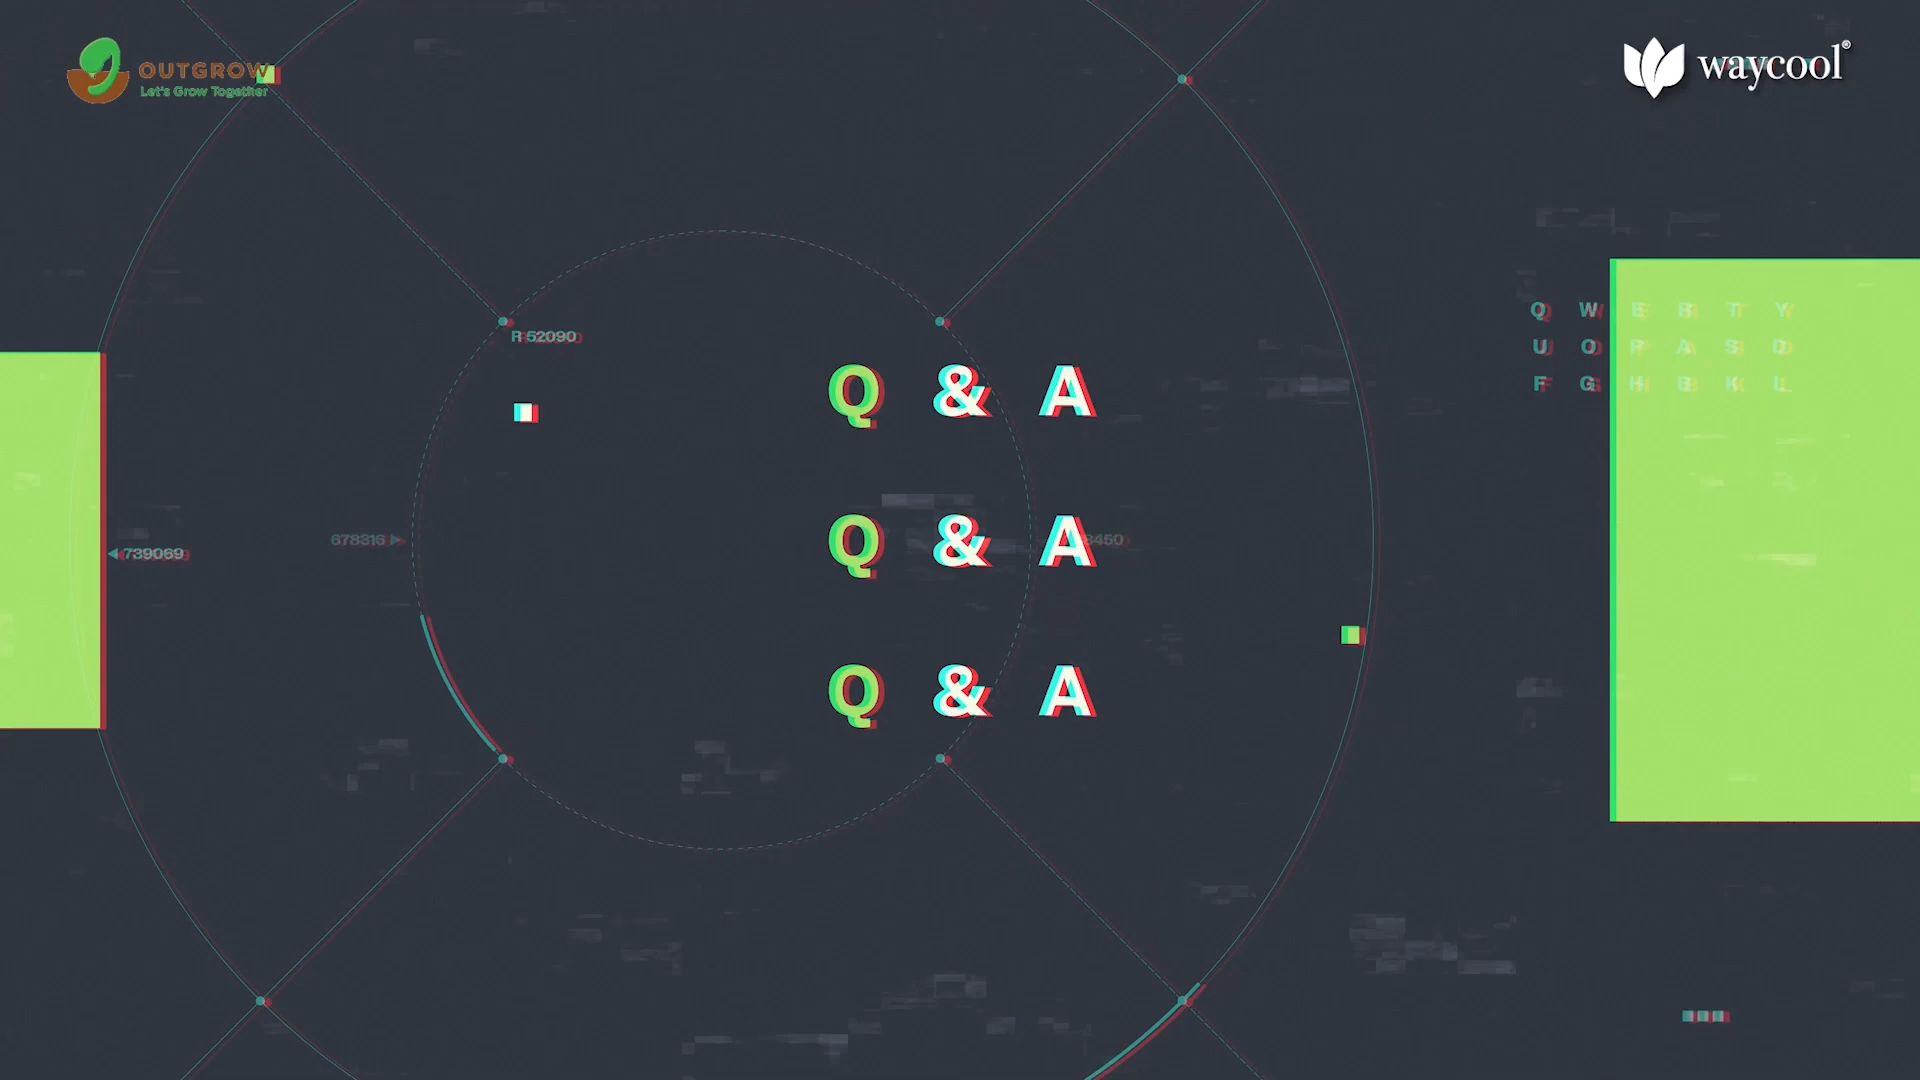 OUTGROW
Let's Grow Together
waycool®
Q W E R T Y
U O P A S D
F G H B K L
R 52090
Q & A
678316
Q & A
739069
Q & A